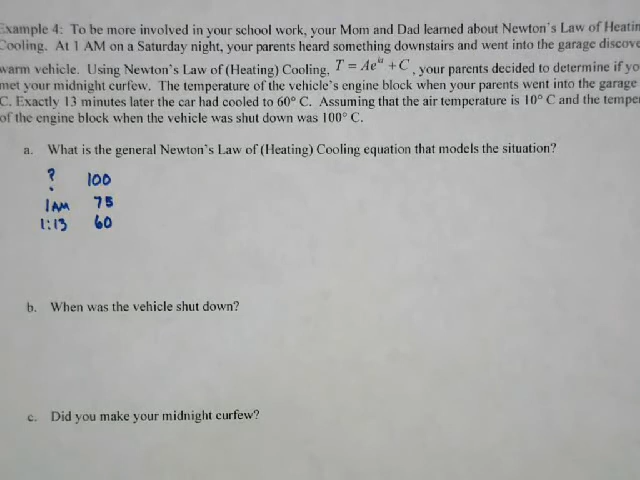 Example 4: To be more involved in your school work, your Mom and Dad learned about Newton's Law of
Cooling. At 1 AM on a Saturday night, your parents heard something downstairs and went into the garage
warm vehicle. Using Newton's Law of (Heating) Cooling, T = Ae^{kt} + C, your parents decided to determine if
met your midnight curfew. The temperature of the vehicle's engine block when your parents went into the garage
C. Exactly 13 minutes later the car had cooled to 60° C. Assuming that the air temperature is 10° C and the
of the engine block when the vehicle was shut down was 100° C.
a. What is the general Newton's Law of (Heating) Cooling equation that models the situation?
? 100
1AM 75
1:13 60
b. When was the vehicle shut down?
c. Did you make your midnight curfew?